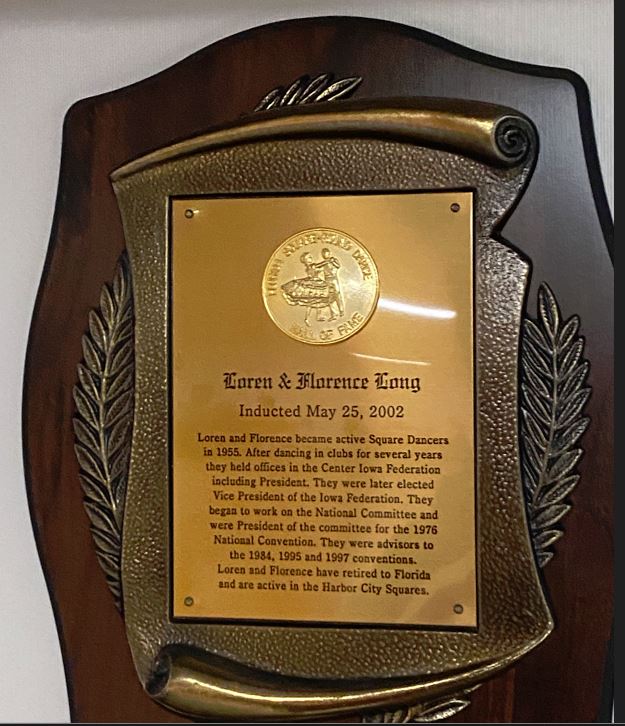 SQUARE-ROUND DANCE
HALL OF FAME
Loren & Florence Long
Inducted May 25, 2002
Loren and Florence became active Square Dancers
in 1955. After dancing in clubs for several years
they held offices in the Center Iowa Federation
including President. They were later elected
Vice President of the Iowa Federation. They
began to work on the National Committee and
were President of the committee for the 1976
National Convention. They were advisors to
the 1984, 1995 and 1997 conventions.
Loren and Florence have retired to Florida
and are active in the Harbor City Squares.